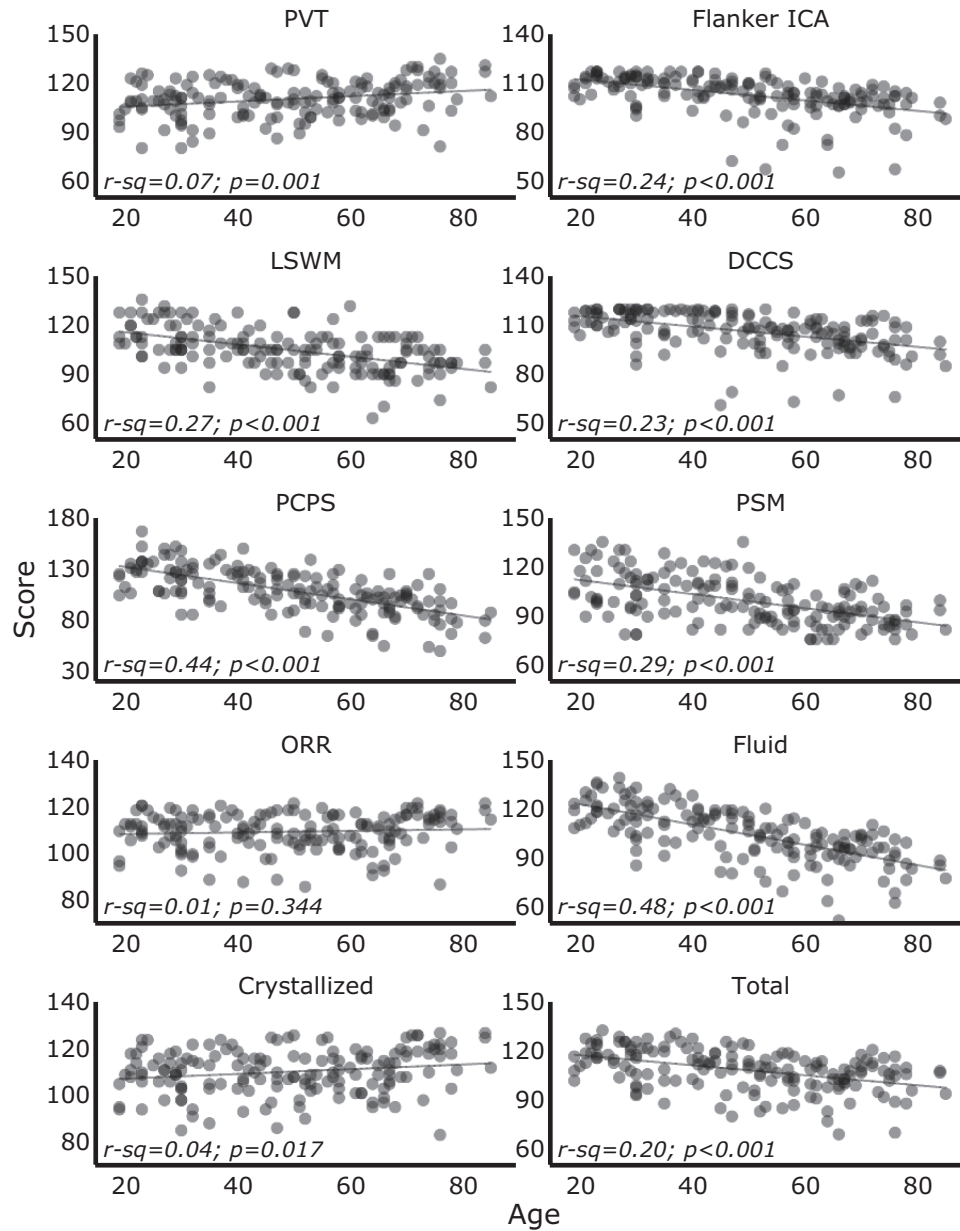 PVT
150
120
90
60
r-sq=0.07; p=0.001
20 40 60 80
Flanker ICA
140
110
80
50
r-sq=0.24; p<0.001
20 40 60 80
LSWM
150
120
90
60
r-sq=0.27; p<0.001
20 40 60 80
DCCS
140
110
80
50
r-sq=0.23; p<0.001
20 40 60 80
PCPS
180
130
80
30
r-sq=0.44; p<0.001
20 40 60 80
PSM
150
120
90
60
r-sq=0.29; p<0.001
20 40 60 80
Score
ORR
140
120
100
80
r-sq=0.01; p=0.344
20 40 60 80
Fluid
150
120
90
60
r-sq=0.48; p<0.001
20 40 60 80
Crystallized
140
120
100
80
r-sq=0.04; p=0.017
20 40 60 80
Total
150
120
90
60
r-sq=0.20; p<0.001
20 40 60 80
Age